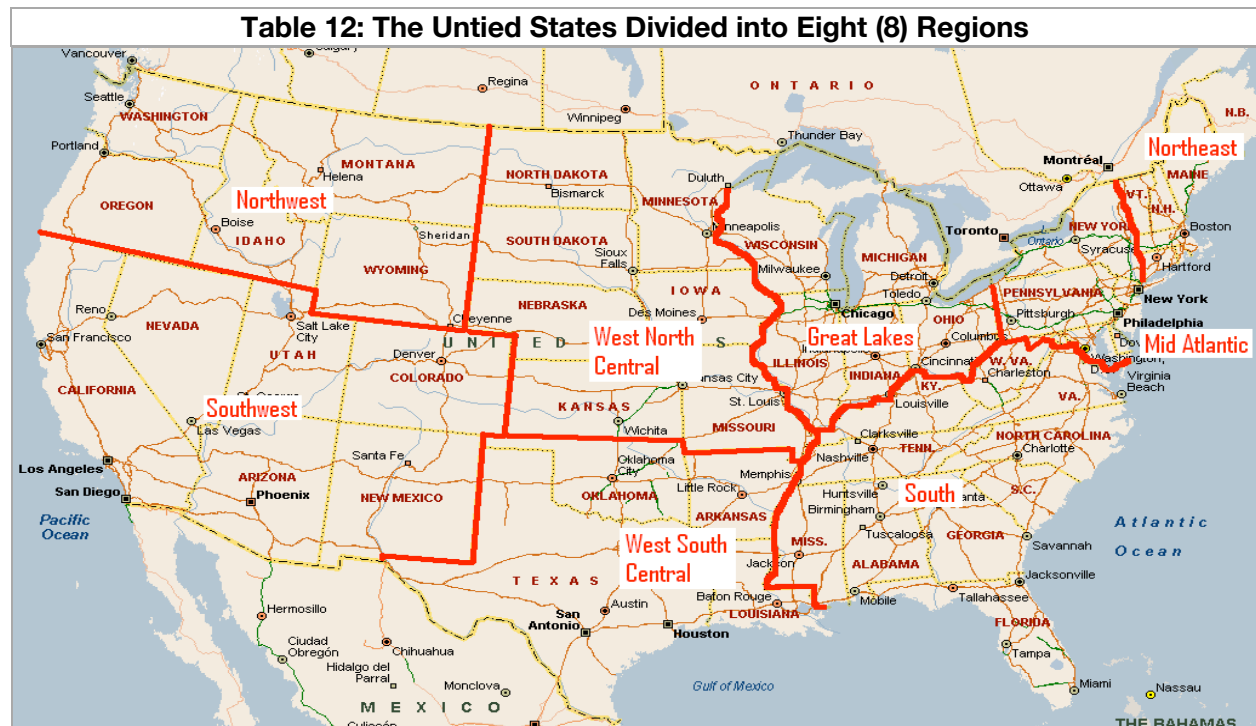 Table 12: The Untied States Divided into Eight (8) Regions
Vancouver
Calgary
Regina
ONTARIO
N.B.
Seattle
WASHINGTON
Winnipeg
Thunder Bay
Northeast
Portland
MONTANA
Helena
NORTH DAKOTA
Bismarck
Duluth
Montréal
Ottawa
MAINE
VT.
OREGON
Northwest
Boise
IDAHO
Sheridan
MINNESOTA
Minneapolis
N.H.
NEW YORK
Toronto
Ontario
Syracuse
Boston
SOUTH DAKOTA
Sioux
Falls
WISCONSIN
MICHIGAN
WYOMING
Milwaukee
Detroit
Hartford
IOWA
Toledo
PENNSYLVANIA
New York
Reno
NEVADA
NEBRASKA
Des Moines
Chicago
OHIO
Pittsburgh
Philadelphia
Salt Lake
City
Cheyenne
UNITED
S
San Francisco
West North
Central
Great Lakes
Columbus
Mid Atlantic
UTAH
Denver
COLORADO
ILLINOIS
INDIANA
Cincinnati
W. VA.
Charleston
Washington,
D.C.
Virginia
Beach
CALIFORNIA
Kansas City
St. Louis
KY.
Louisville
VA.
Southwest
Las Vegas
KANSAS
Wichita
MISSOURI
Clarksville
Nashville
TENN.
NORTH CAROLINA
Charlotte
Los Angeles
San Diego
ARIZONA
Phoenix
Santa Fe
NEW MEXICO
Oklahoma
City
OKLAHOMA
Little Rock
Memphis
ARKANSAS
Huntsville
Birmingham
South
S.C.
Pacific
Ocean
West South
Central
MISS.
Jackson
Tuscaloosa
ALABAMA
GEORGIA
Savannah
Atlantic
Ocean
TEXAS
Baton Rouge
LOUISIANA
Mobile
Tallahassee
Jacksonville
Hermosillo
Austin
San
Antonio
Houston
FLORIDA
Tampa
Ciudad
Obregón
Chihuahua
Hidalgo del
Parral
Monclova
Gulf of Mexico
Miami
Nassau
MEXICO
Culiacán
THE BAHAMAS